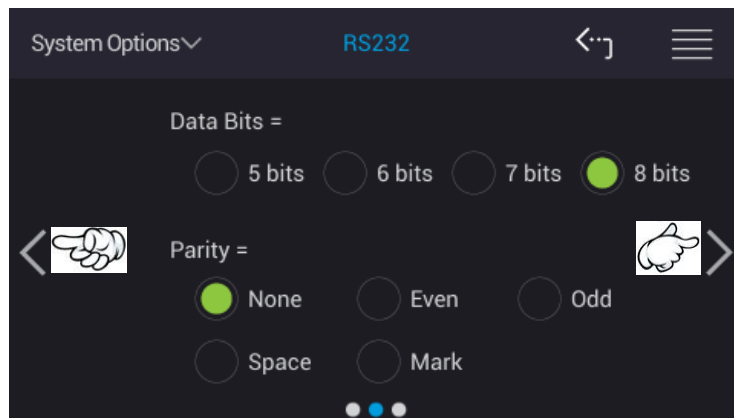 System Options RS232
Data Bits =
5 bits 6 bits 7 bits 8 bits
Parity =
None Even Odd
Space Mark